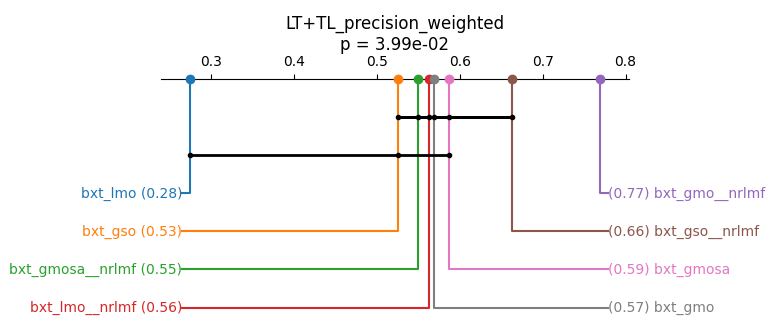 LT+TL_precision_weighted
p = 3.99e-02
0.3 0.4 0.5 0.6 0.7 0.8
bxt_lmo (0.28) (0.77) bxt_gmo__nrlmf
bxt_gso (0.53) (0.66) bxt_gso__nrlmf
bxt_gmosa__nrlmf (0.55) (0.59) bxt_gmosa
bxt_lmo__nrlmf (0.56) (0.57) bxt_gmo